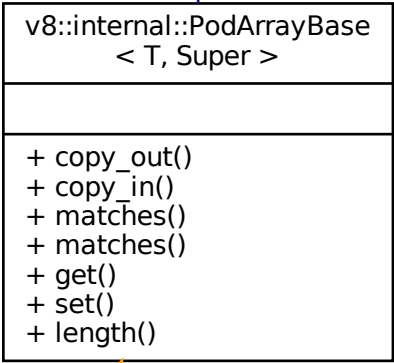 v8::internal::PodArrayBase
< T, Super >
+ copy_out()
+ copy_in()
+ matches()
+ matches()
+ get()
+ set()
+ length()